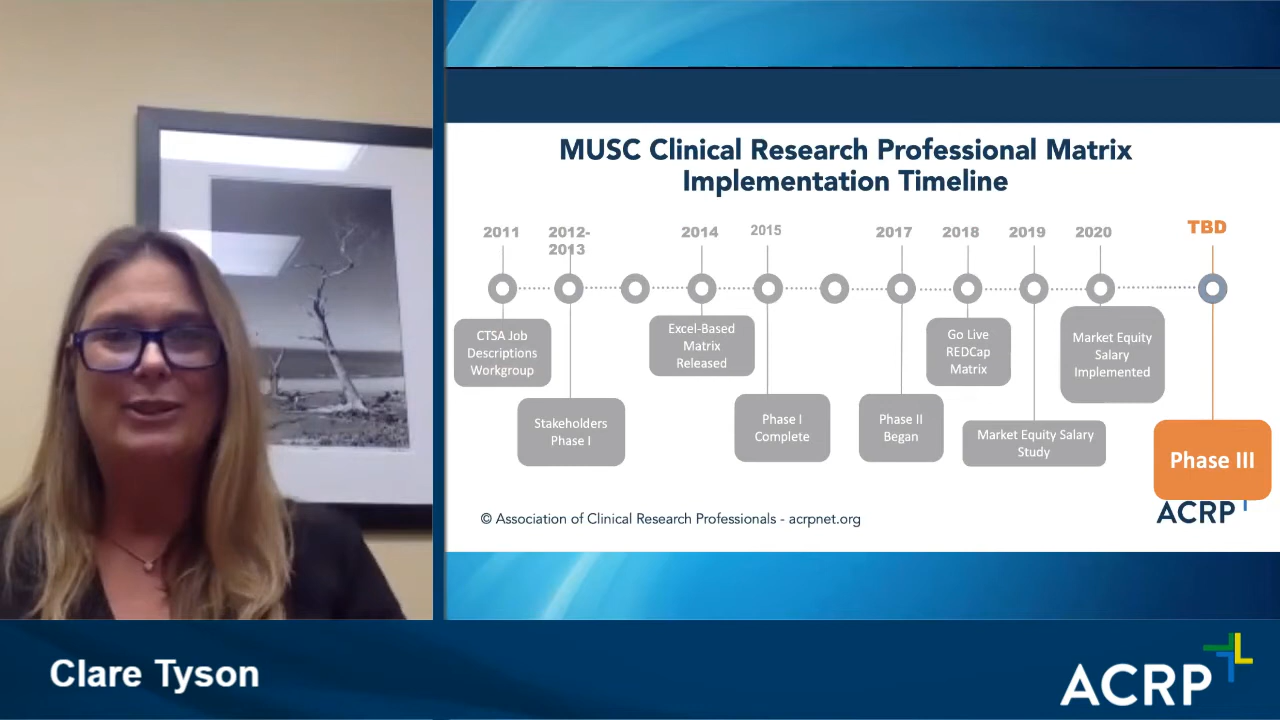 MUSC Clinical Research Professional Matrix
Implementation Timeline
2011
2012-
2013
2014
2015
2017
2018
2019
2020
TBD
CTSA Job
Descriptions
Workgroup
Stakeholders
Phase I
Excel-Based
Matrix
Released
Phase I
Complete
Phase II
Began
Go Live
REDCap
Matrix
Market Equity Salary
Study
Market Equity
Salary
Implemented
Phase III
© Association of Clinical Research Professionals - acrpnet.org
ACRP
Clare Tyson
ACRP